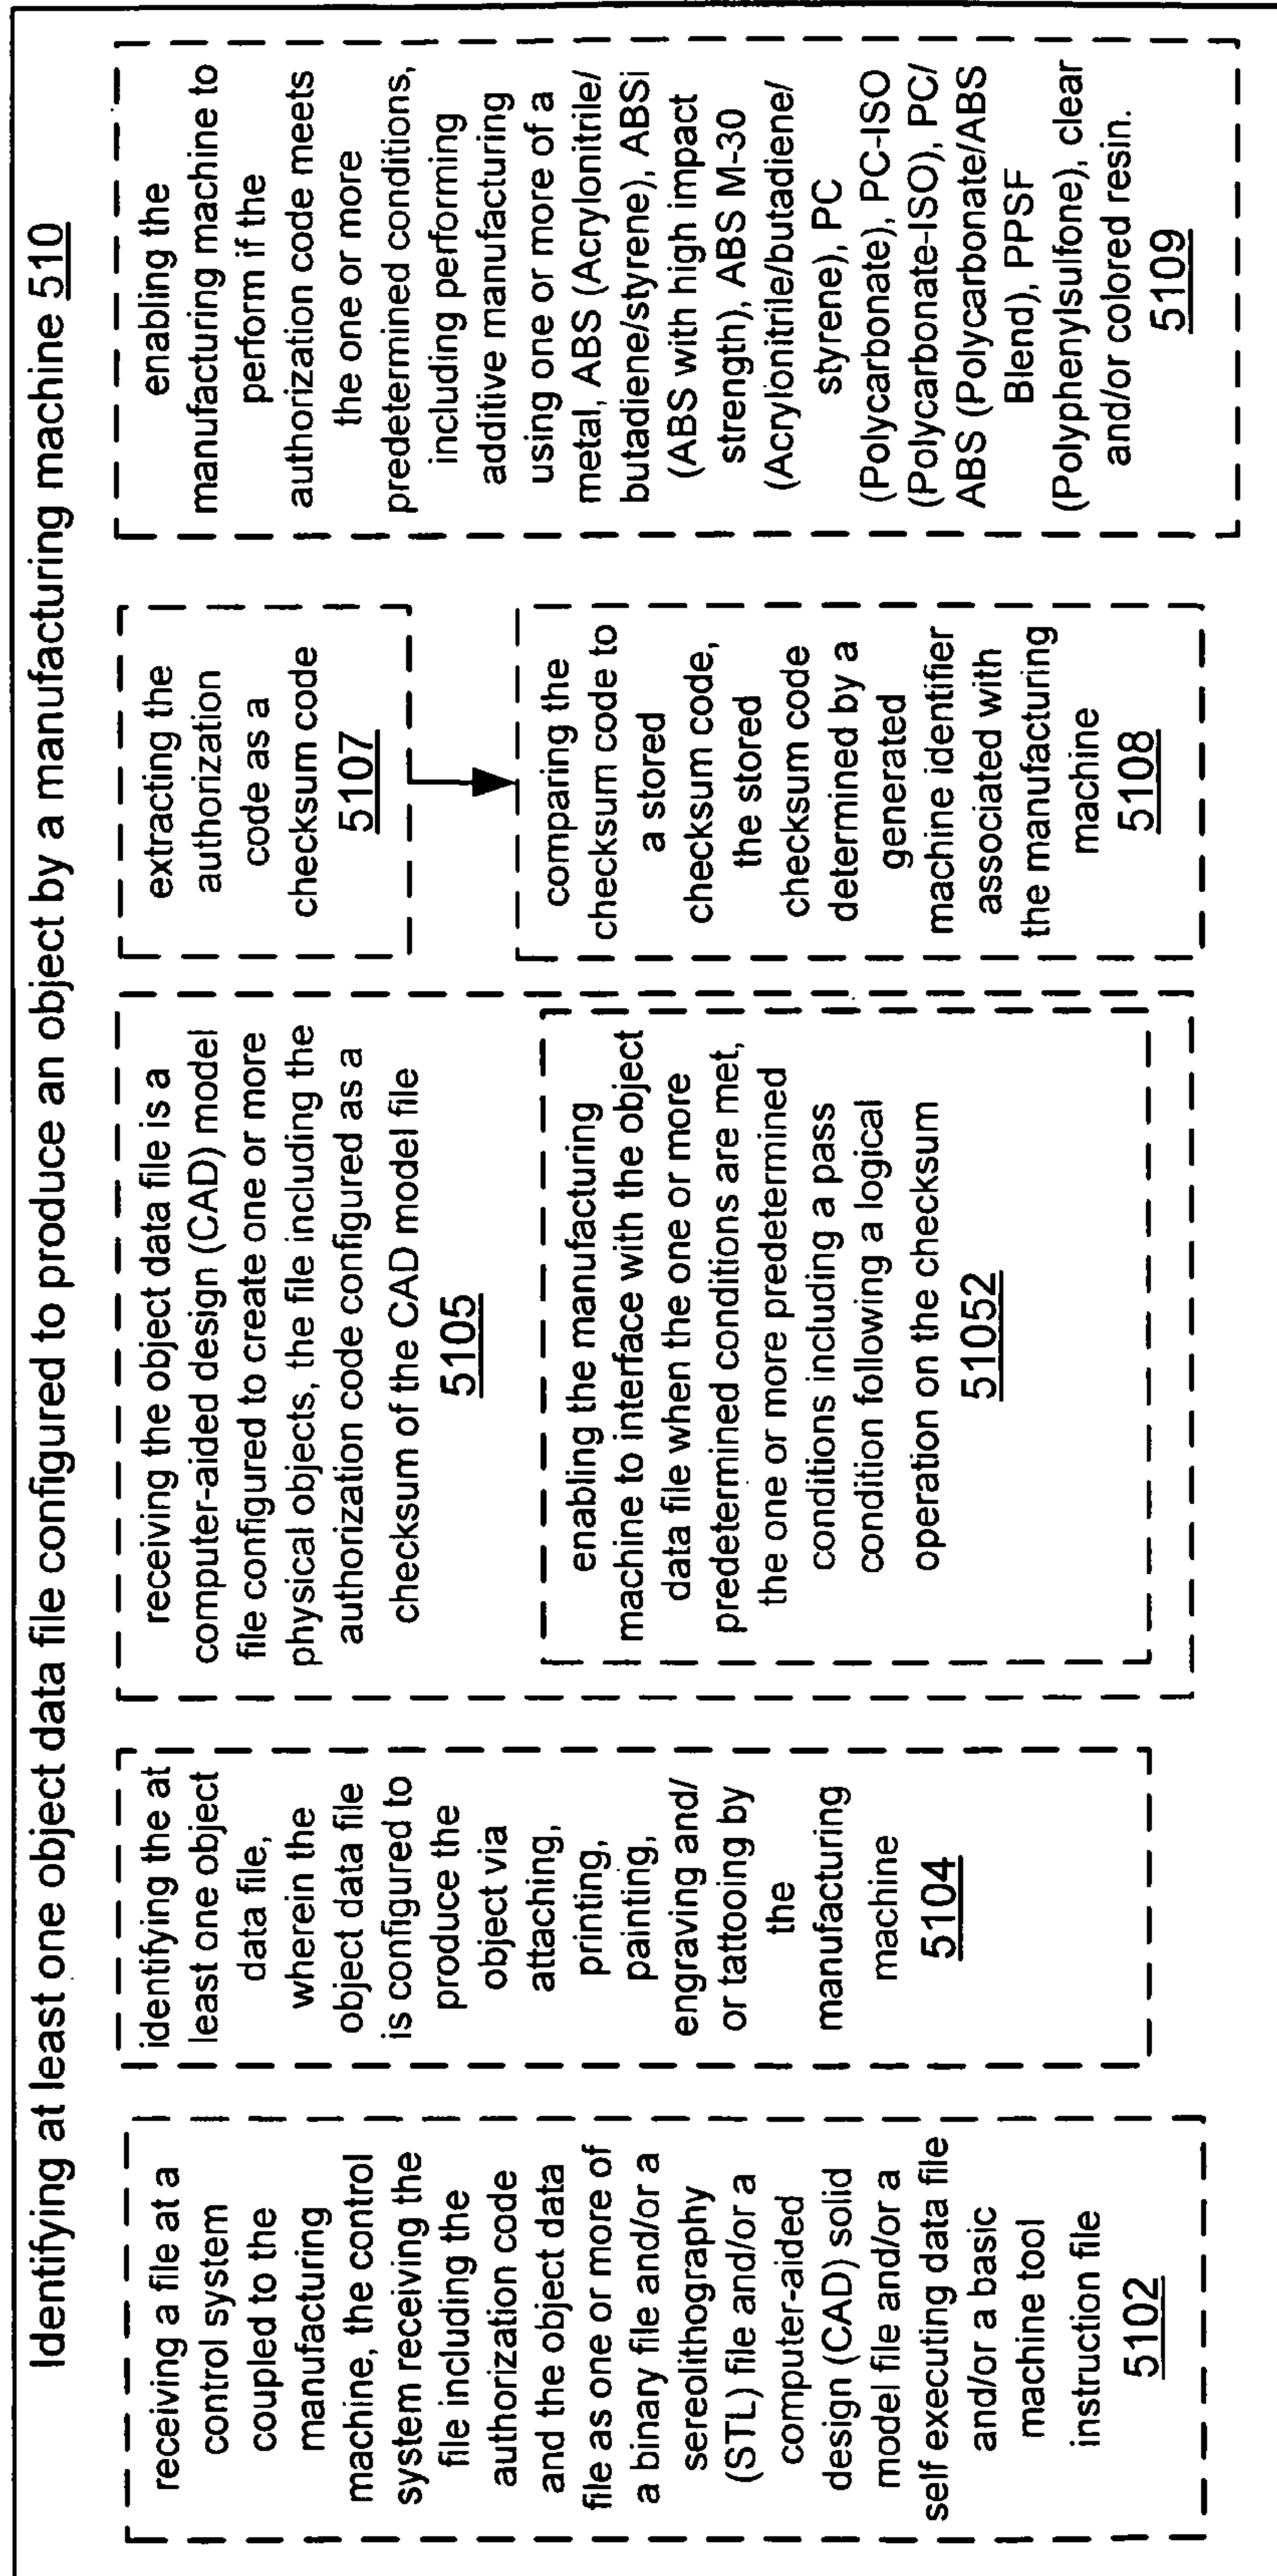 Identifying at least one object data file configured to produce an object by a manufacturing machine 510
receiving a file at a
control system
coupled to the
manufacturing
machine, the control
system receiving the
file including the
authorization code
and the object data
file as one or more of
a binary file and/or a
sereolithography
(STL) file and/or a
computer-aided
design (CAD) solid
model file and/or a
self executing data file
and/or a basic
machine tool
instruction file
5102
identifying the at
least one object
data file,
wherein the
object data file
is configured to
produce the
object via
attaching,
printing,
painting,
engraving and/
or tattooing by
the
manufacturing
machine
5104
receiving the object data file is a
computer-aided design (CAD) model
file configured to create one or more
physical objects, the file including the
authorization code configured as a
checksum of the CAD model file
5105
enabling the manufacturing
machine to interface with the object
data file when the one or more
predetermined conditions are met,
the one or more predetermined
conditions including a pass
condition following a logical
operation on the checksum
51052
extracting the
authorization
code as a
checksum code
5107
comparing the
checksum code to
a stored
checksum code,
the stored
checksum code
determined by a
generated
machine identifier
associated with
the manufacturing
machine
5108
enabling the
manufacturing machine to
perform if the
authorization code meets
the one or more
predetermined conditions,
including performing
additive manufacturing
using one or more of a
metal, ABS (Acrylonitrile/
butadiene/styrene), ABSi
(ABS with high impact
strength), ABS M-30
(Acrylonitrile/butadiene/
styrene), PC
(Polycarbonate), PC-ISO
(Polycarbonate-ISO), PC/
ABS (Polycarbonate/ABS
Blend), PPSF
(Polyphenylsulfone), clear
and/or colored resin.
5109